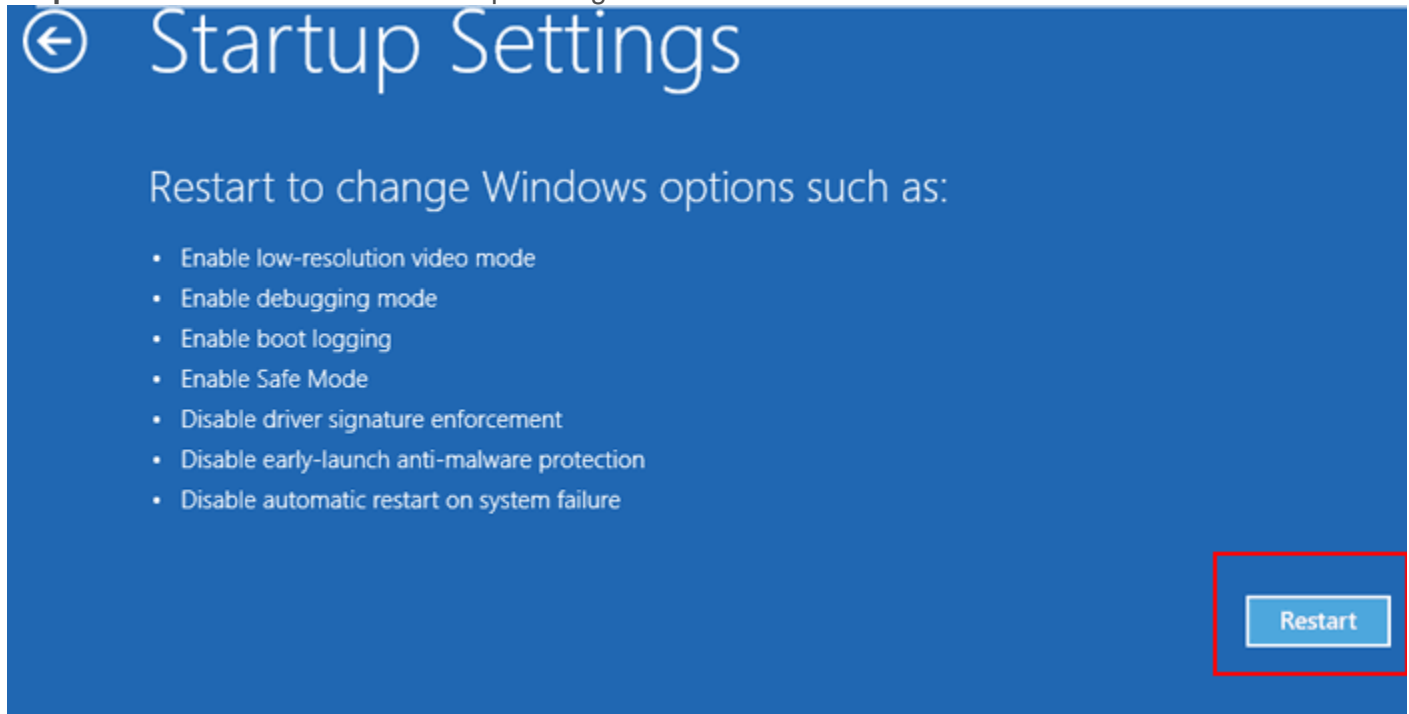 Startup Settings
Restart to change Windows options such as:
• Enable low-resolution video mode
• Enable debugging mode
• Enable boot logging
• Enable Safe Mode
• Disable driver signature enforcement
• Disable early-launch anti-malware protection
• Disable automatic restart on system failure
Restart